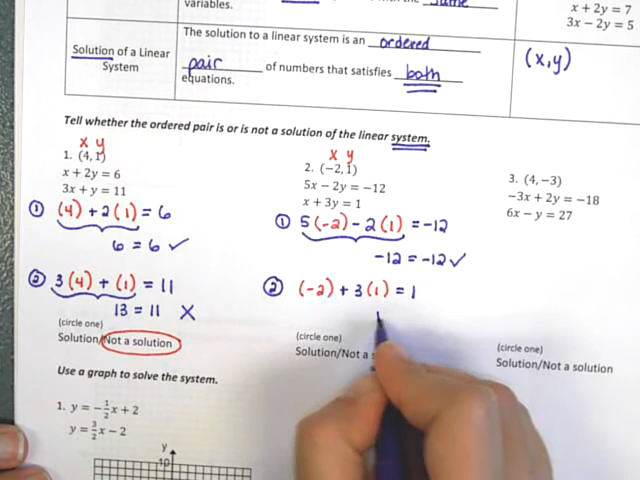 variables.
same
x + 2y = 7
3x − 2y = 5
Solution of a Linear System
The solution to a linear system is an ordered
pair of numbers that satisfies both
equations.
(x,y)
Tell whether the ordered pair is or is not a solution of the linear system.
x y
1. (4, 1)
x + 2y = 6
3x + y = 11
① (4) + 2(1) = 6
6 = 6 ✓
② 3(4) + (1) = 11
13 = 11 X
(circle one)
Solution/Not a solution
x y
2. (−2, 1)
5x − 2y = −12
x + 3y = 1
① 5(-2) - 2(1) = -12
-12 = -12 ✓
② (-2) + 3(1) = 1
(circle one)
Solution/Not a s
3. (4, −3)
−3x + 2y = −18
6x − y = 27
(circle one)
Solution/Not a solution
Use a graph to solve the system.
1. y = −½x + 2
y = 3/2x − 2
y
10